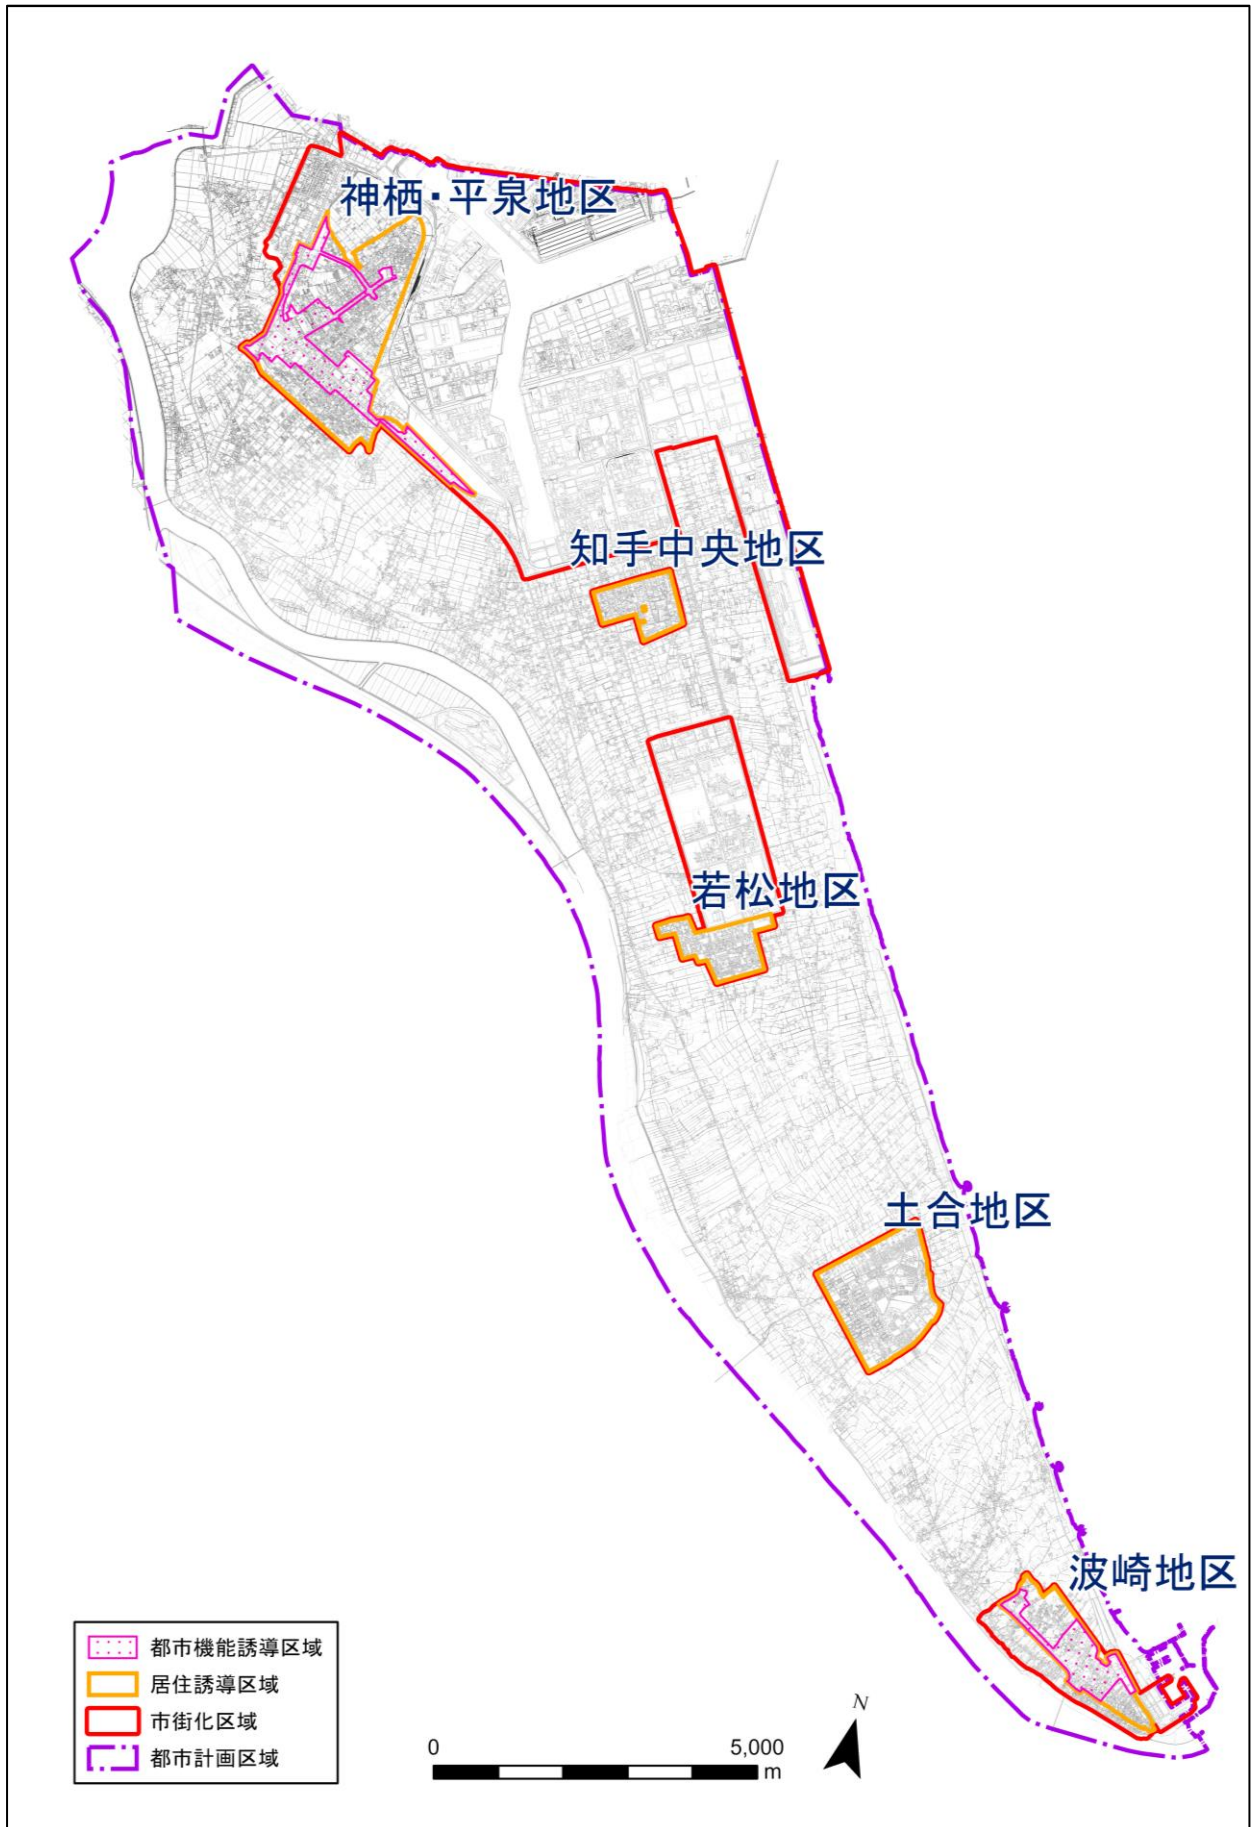 神栖・平泉地区
知手中央地区
若松地区
土合地区
波崎地区
都市機能誘導区域
居住誘導区域
市街化区域
都市計画区域
0 5,000
m
N